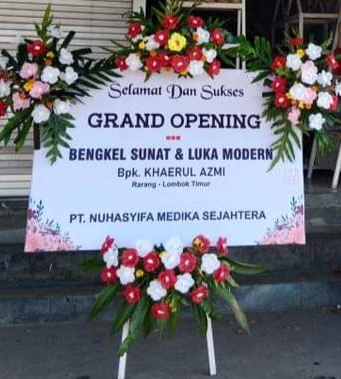 Selamat Dan Sukses
GRAND OPENING
BENGKEL SUNAT & LUKA MODERN
Bpk. KHAERUL AZMI
Rarang - Lombok Timur
PT. NUHASYIFA MEDIKA SEJAHTERA